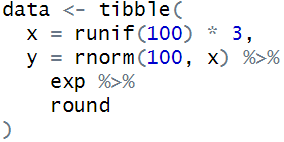 data <- tibble(
  x = runif(100) * 3,
  y = rnorm(100, x) %>%
    exp %>%
    round
)